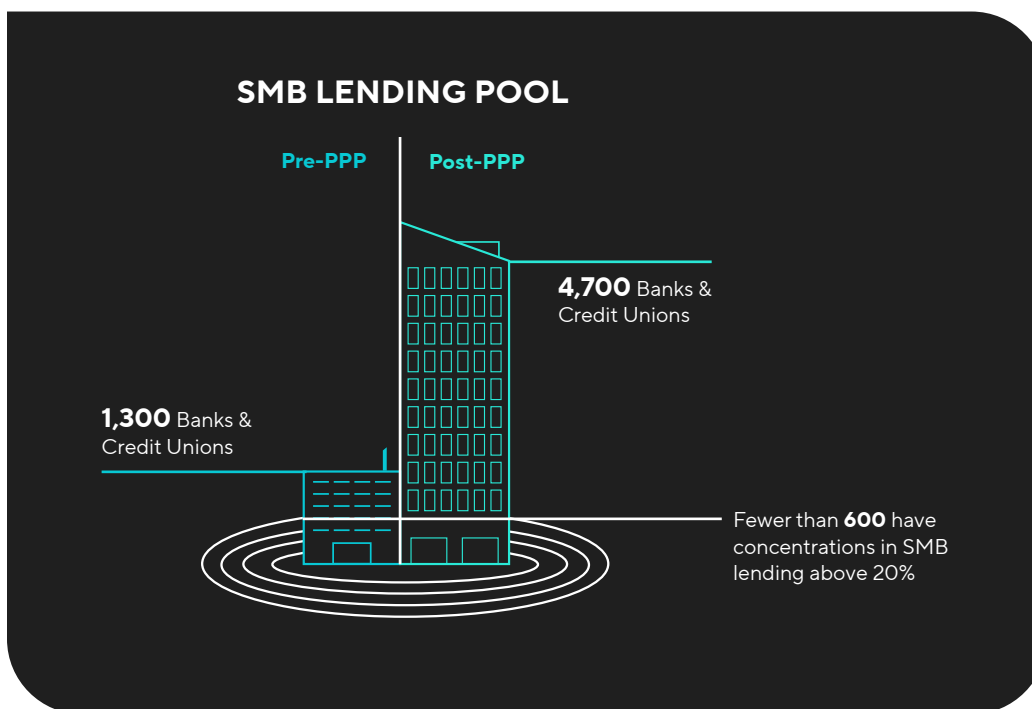 SMB LENDING POOL
Pre-PPP
Post-PPP
4,700 Banks &
Credit Unions
1,300 Banks &
Credit Unions
Fewer than 600 have
concentrations in SMB
lending above 20%